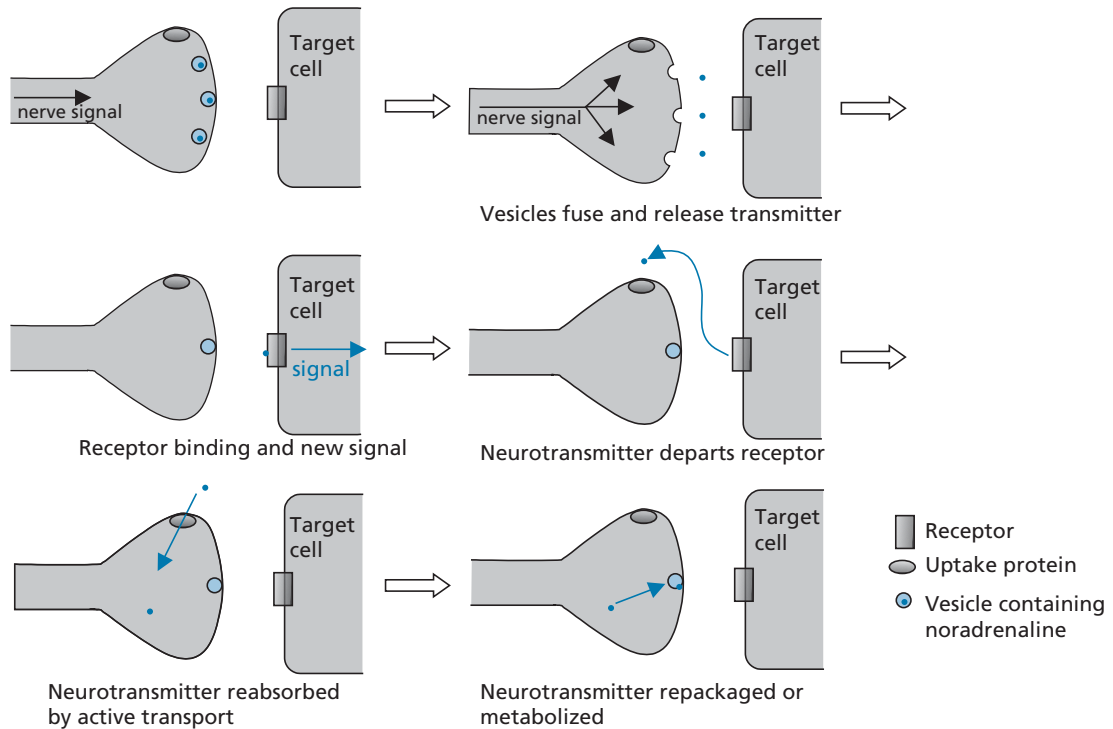 Target
cell
nerve signal
Target
cell
nerve signal
Vesicles fuse and release transmitter
Target
cell
signal
Receptor binding and new signal
Target
cell
Neurotransmitter departs receptor
Target
cell
Neurotransmitter reabsorbed
by active transport
Target
cell
Neurotransmitter repackaged or
metabolized
Receptor
Uptake protein
Vesicle containing
noradrenaline